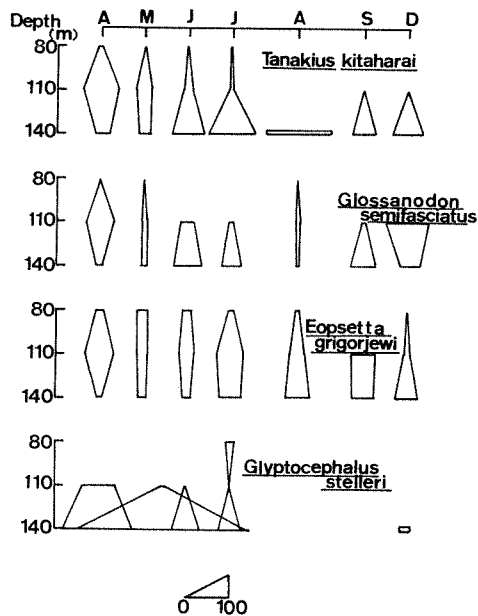 Depth A M J J A S D
(m)
80
Tanakius kitaharai
110
140
80
Glossanodon
semifasciatus
110
140
80
Eopsetta
grigorjewi
110
140
80
Glyptocephalus
stelleri
110
140
0 100